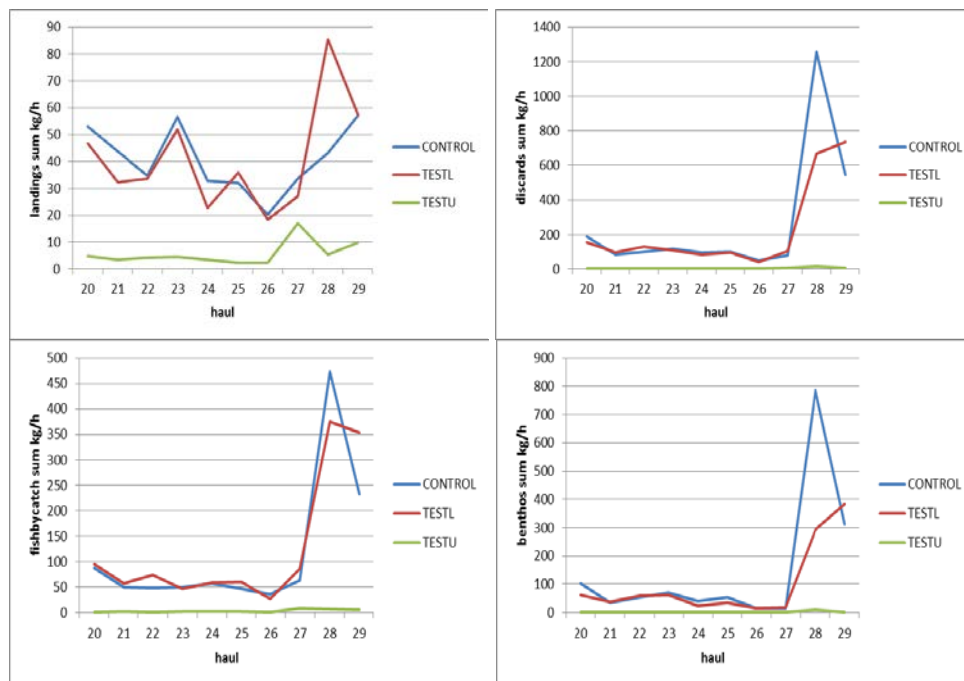 landings sum kg/h
90
80
70
60
50
40
30
20
10
0
20 21 22 23 24 25 26 27 28 29
haul
CONTROL
TESTL
TESTU
discards sum kg/h
1400
1200
1000
800
600
400
200
0
20 21 22 23 24 25 26 27 28 29
haul
CONTROL
TESTL
TESTU
fishbycatch sum kg/h
500
450
400
350
300
250
200
150
100
50
0
20 21 22 23 24 25 26 27 28 29
haul
CONTROL
TESTL
TESTU
benthos sum kg/h
900
800
700
600
500
400
300
200
100
0
20 21 22 23 24 25 26 27 28 29
haul
CONTROL
TESTL
TESTU